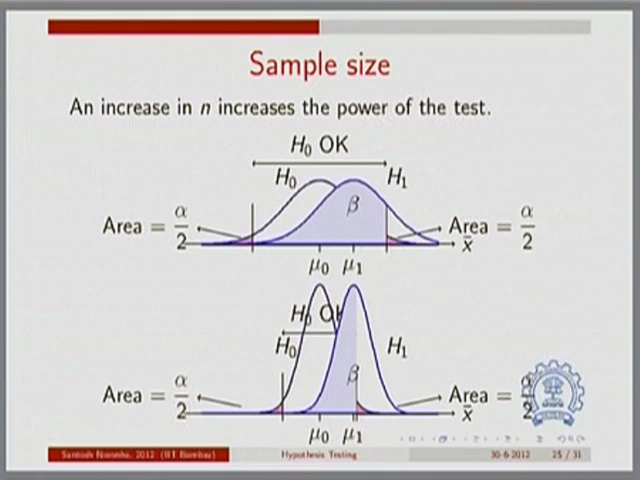 Sample size
An increase in n increases the power of the test.
H₀ OK
H₀ H₁
β
Area = α/2 Area = α/2
x̄
μ₀ μ₁
H₀ OK
H₀ H₁
β
Area = α/2 Area =
x̄
μ₀ μ₁
2012 (IIT Bombay) Hypothesis Testing 30-6-2012 25 / 31